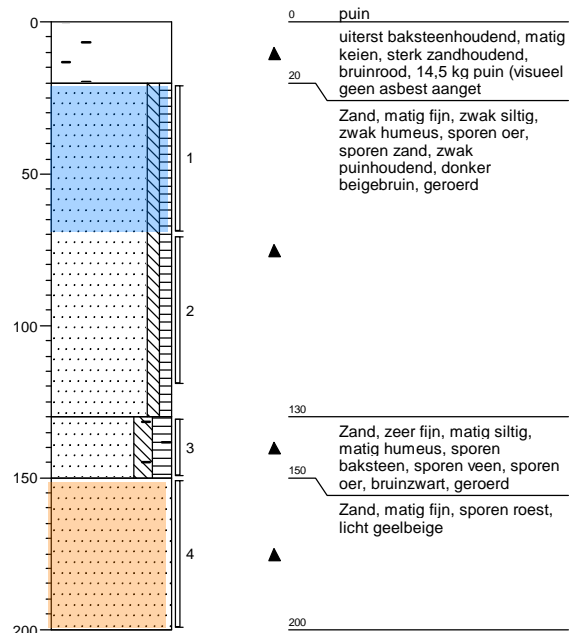 0
50
100
150
200
1
2
3
4
0
puin
uiterst baksteenhoudend, matig
keien, sterk zandhoudend,
bruinrood, 14,5 kg puin (visueel
geen asbest aanget
20
Zand, matig fijn, zwak siltig,
zwak humeus, sporen oer,
sporen zand, zwak
puinhoudend, donker
beigebruin, geroerd
130
Zand, zeer fijn, matig siltig,
matig humeus, sporen
baksteen, sporen veen, sporen
oer, bruinzwart, geroerd
150
Zand, matig fijn, sporen roest,
licht geelbeige
200